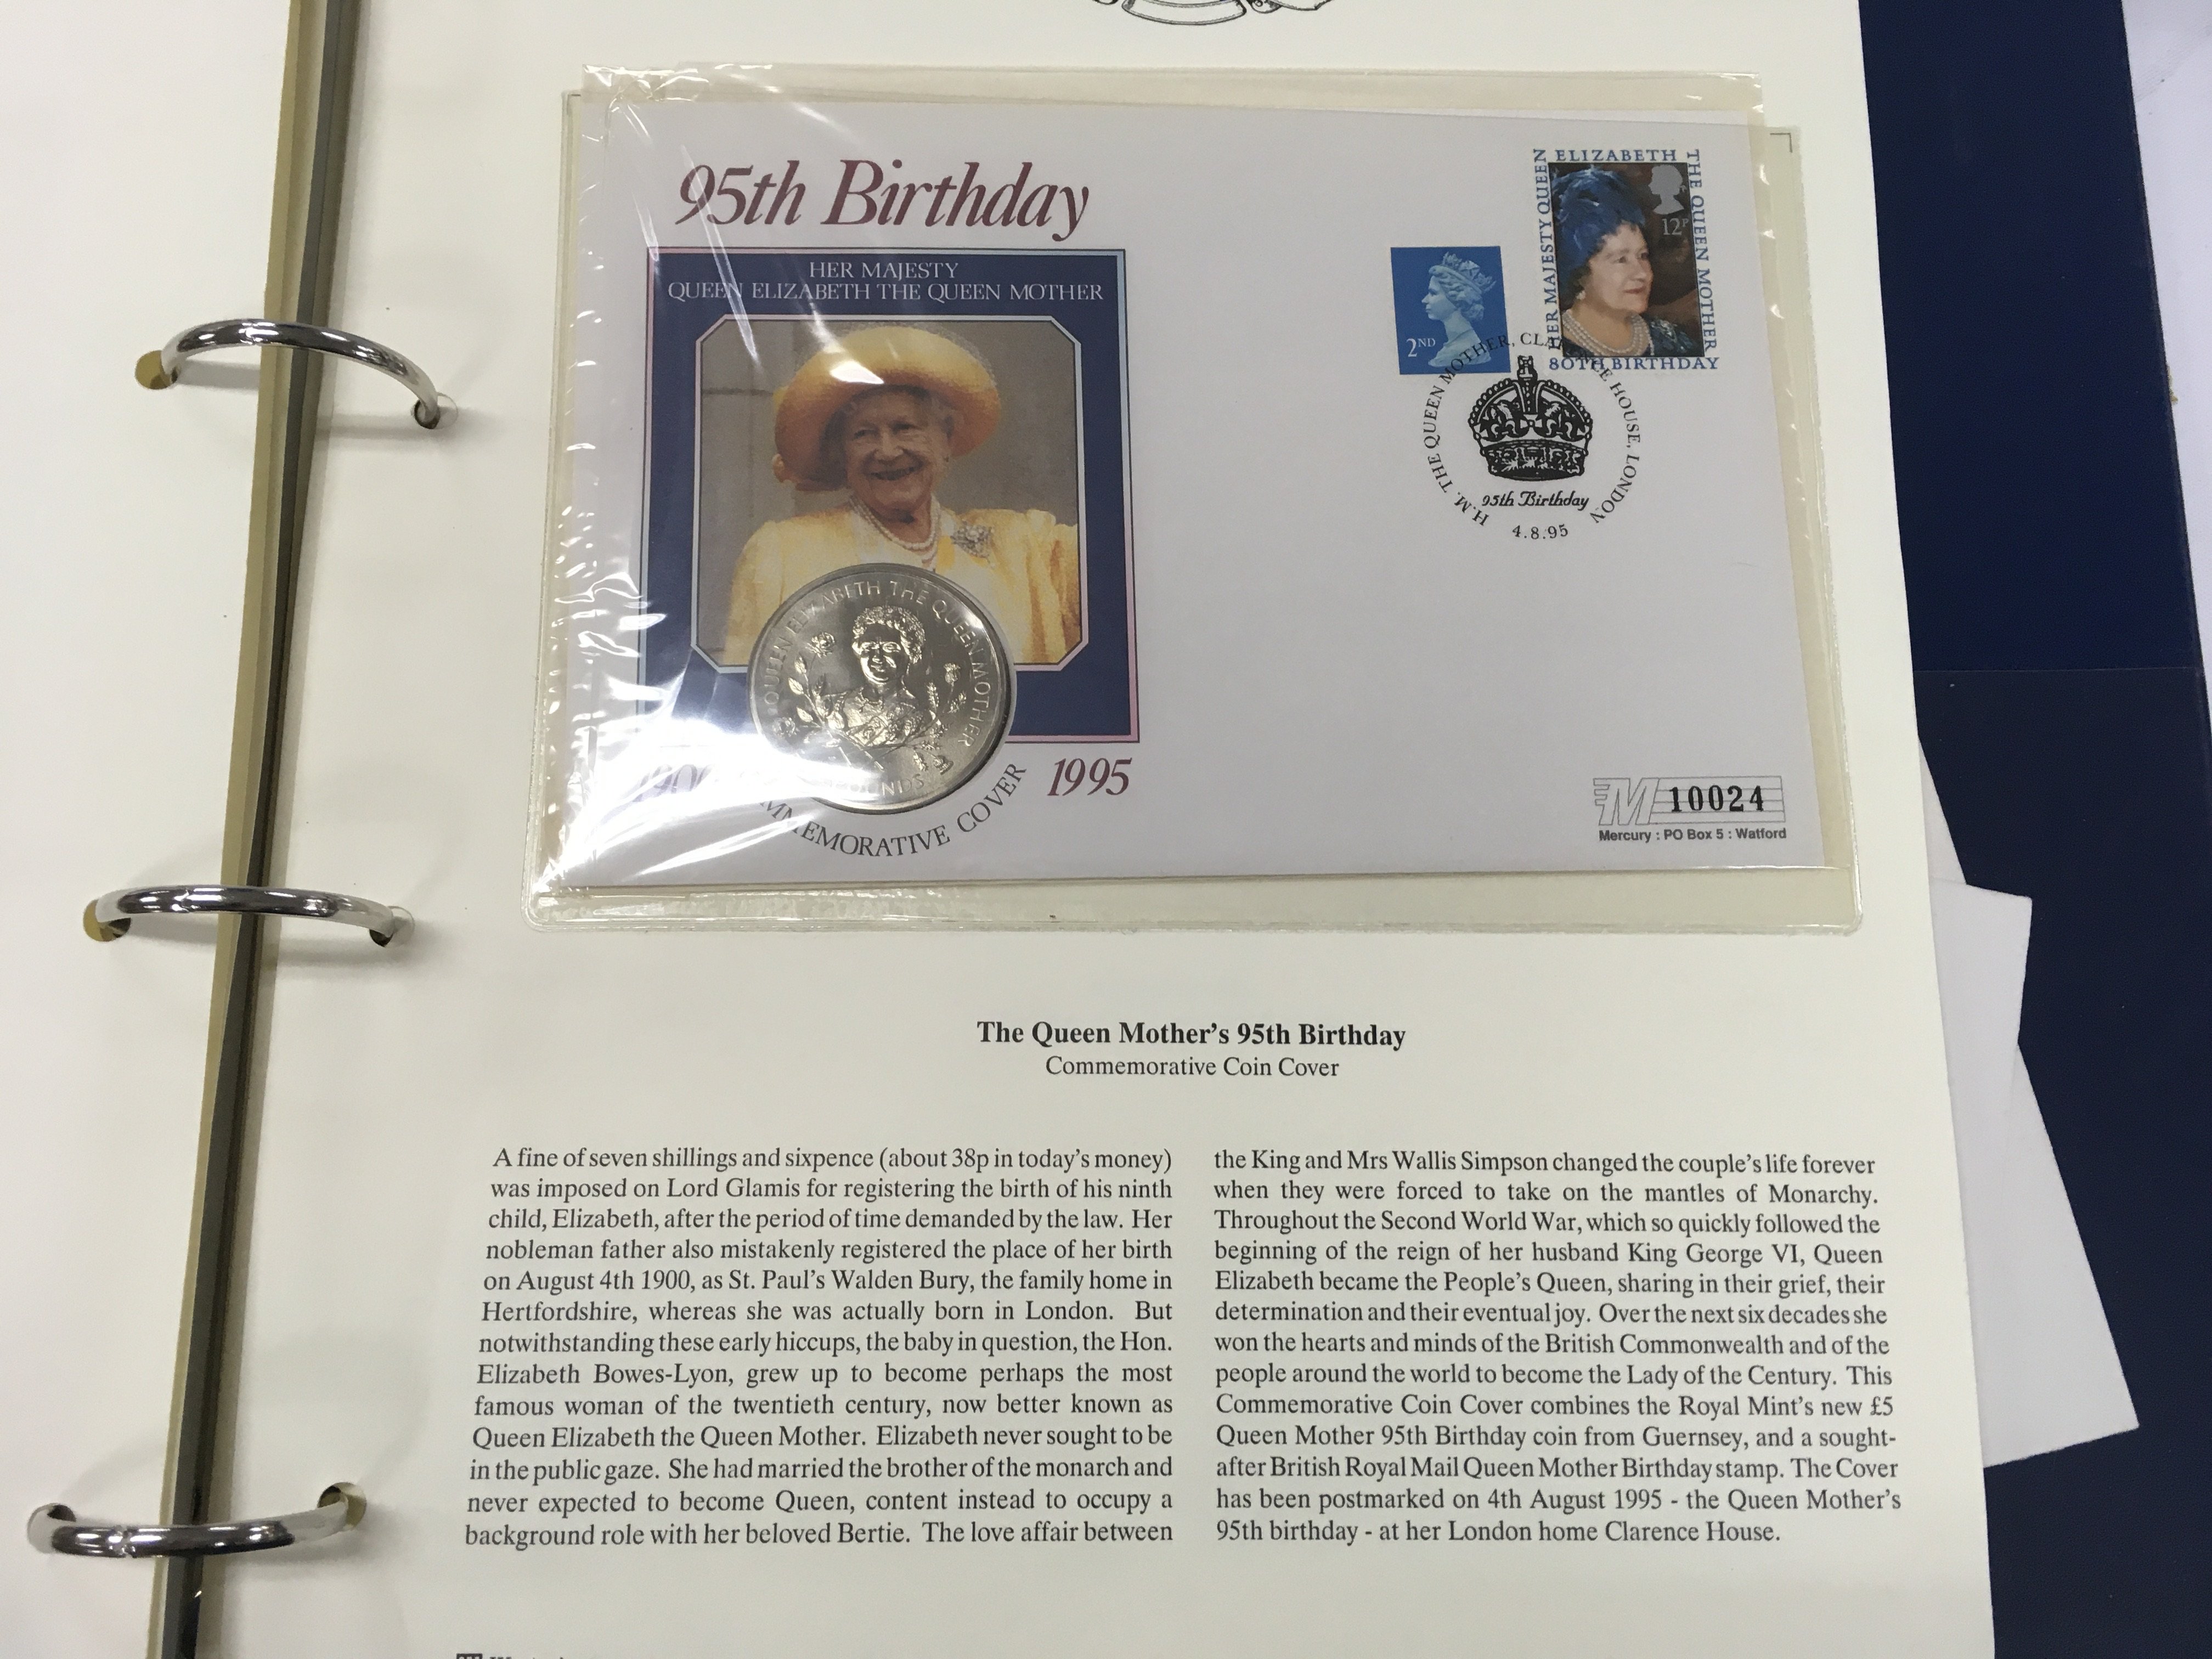 95th Birthday
HER MAJESTY
QUEEN ELIZABETH THE QUEEN MOTHER
QUEEN ELIZABETH THE QUEEN MOTHER
1995
COMMEMORATIVE COVER
2ND
HER MAJESTY QUEEN ELIZABETH THE QUEEN MOTHER
12P
80TH BIRTHDAY
H.M. THE QUEEN MOTHER, CLARENCE HOUSE, LONDON
95th Birthday
4.8.95
M 10024
Mercury : PO Box 5 : Watford
The Queen Mother's 95th Birthday
Commemorative Coin Cover
A fine of seven shillings and sixpence (about 38p in today's money)
was imposed on Lord Glamis for registering the birth of his ninth
child, Elizabeth, after the period of time demanded by the law. Her
nobleman father also mistakenly registered the place of her birth
on August 4th 1900, as St. Paul's Walden Bury, the family home in
Hertfordshire, whereas she was actually born in London. But
notwithstanding these early hiccups, the baby in question, the Hon.
Elizabeth Bowes-Lyon, grew up to become perhaps the most
famous woman of the twentieth century, now better known as
Queen Elizabeth the Queen Mother. Elizabeth never sought to be
in the public gaze. She had married the brother of the monarch and
never expected to become Queen, content instead to occupy a
background role with her beloved Bertie. The love affair between
the King and Mrs Wallis Simpson changed the couple's life forever
when they were forced to take on the mantles of Monarchy.
Throughout the Second World War, which so quickly followed the
beginning of the reign of her husband King George VI, Queen
Elizabeth became the People's Queen, sharing in their grief, their
determination and their eventual joy. Over the next six decades she
won the hearts and minds of the British Commonwealth and of the
people around the world to become the Lady of the Century. This
Commemorative Coin Cover combines the Royal Mint's new £5
Queen Mother 95th Birthday coin from Guernsey, and a sought-
after British Royal Mail Queen Mother Birthday stamp. The Cover
has been postmarked on 4th August 1995 - the Queen Mother's
95th birthday - at her London home Clarence House.